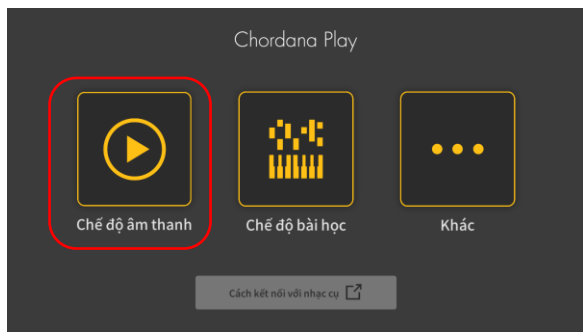 Chordana Play
Chế độ âm thanh
Chế độ bài học
Khác
Cách kết nối với nhạc cụ